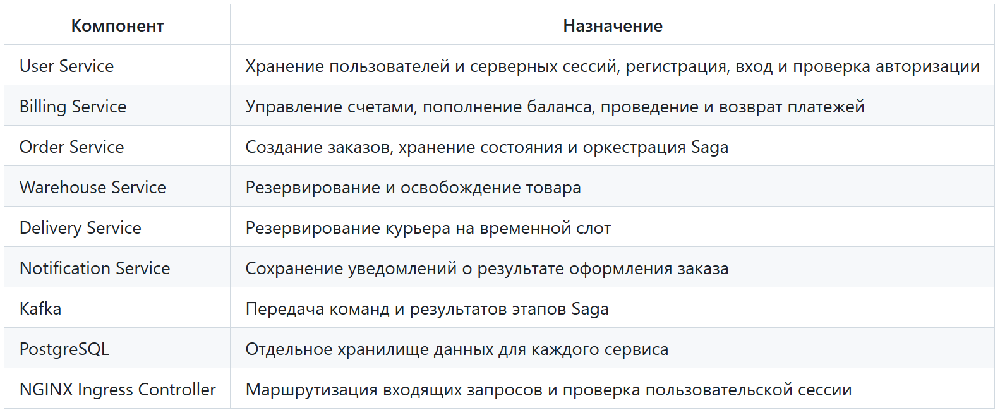 Компонент Назначение
User Service Хранение пользователей и серверных сессий, регистрация, вход и проверка авторизации
Billing Service Управление счетами, пополнение баланса, проведение и возврат платежей
Order Service Создание заказов, хранение состояния и оркестрация Saga
Warehouse Service Резервирование и освобождение товара
Delivery Service Резервирование курьера на временной слот
Notification Service Сохранение уведомлений о результате оформления заказа
Kafka Передача команд и результатов этапов Saga
PostgreSQL Отдельное хранилище данных для каждого сервиса
NGINX Ingress Controller Маршрутизация входящих запросов и проверка пользовательской сессии